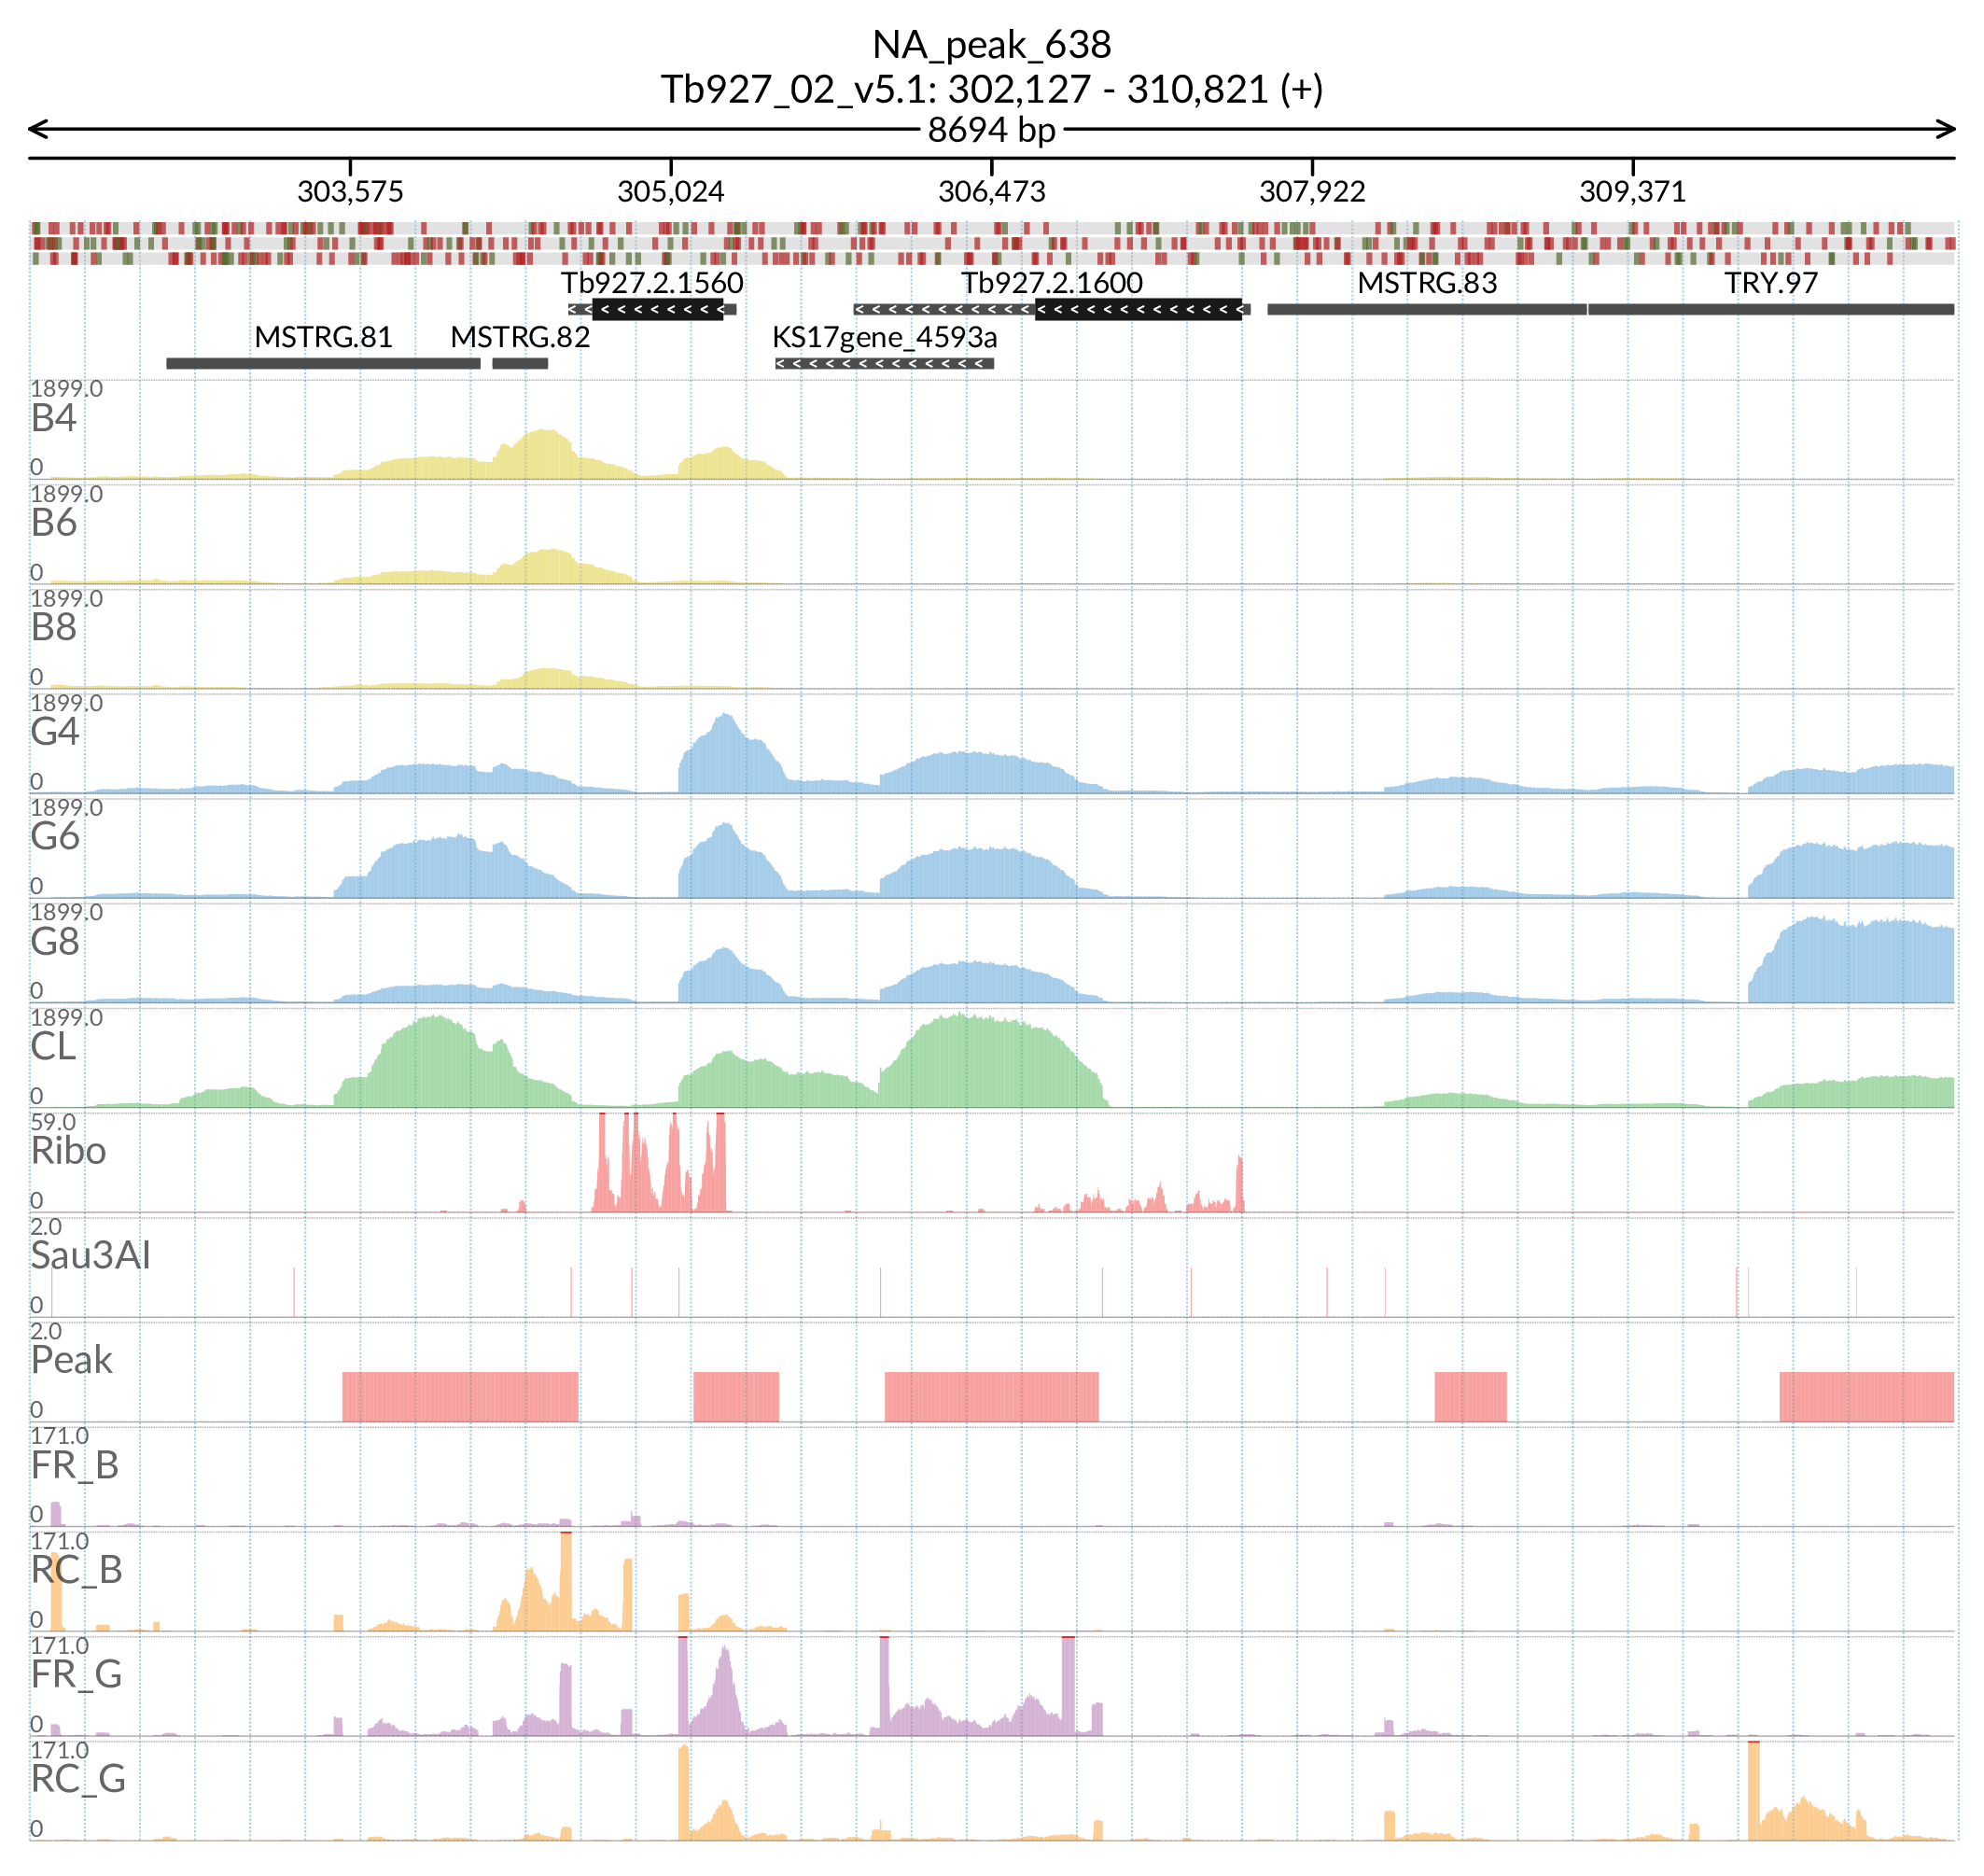 NA_peak_638
Tb927_02_v5.1: 302,127 - 310,821 (+)
8694 bp
303,575 305,024 306,473 307,922 309,371
Tb927.2.1560 Tb927.2.1600 MSTRG.83 TRY.97
MSTRG.81 MSTRG.82 KS17gene_4593a
1899.0
B4
0
1899.0
B6
0
1899.0
B8
0
1899.0
G4
0
1899.0
G6
0
1899.0
G8
0
1899.0
CL
0
59.0
Ribo
0
2.0
Sau3AI
0
2.0
Peak
0
171.0
FR_B
0
171.0
RC_B
0
171.0
FR_G
0
171.0
RC_G
0